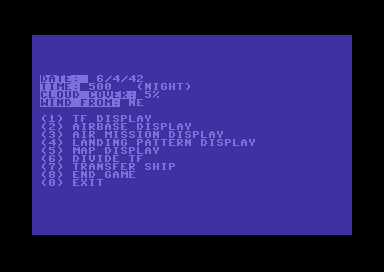 DATE: 6/4/42
TIME: 500 (NIGHT)
CLOUD COVER: 5%
WIND FROM: NE
(1) TF DISPLAY
(2) AIRBASE DISPLAY
(3) AIR MISSION DISPLAY
(4) LANDING PATTERN DISPLAY
(5) MAP DISPLAY
(6) DIVIDE TF
(7) TRANSFER SHIP
(8) END GAME
(0) EXIT